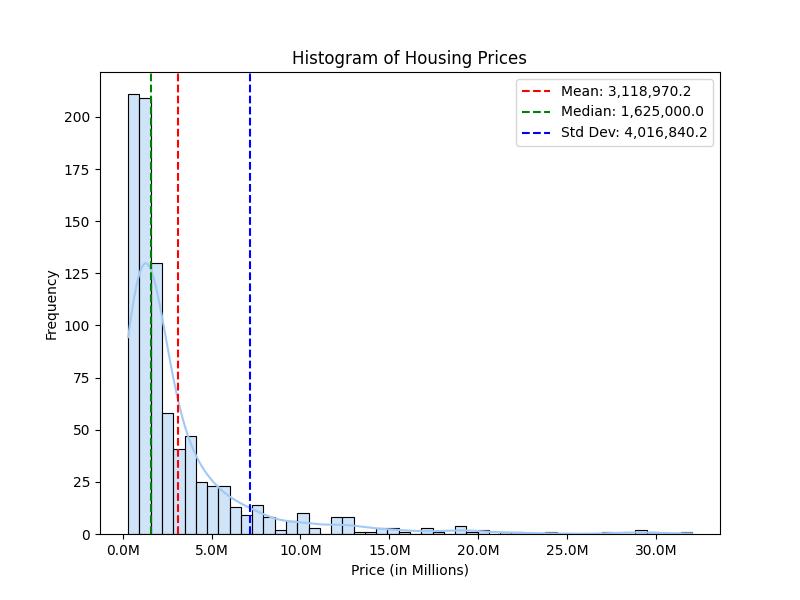 Histogram of Housing Prices
Mean: 3,118,970.2
Median: 1,625,000.0
Std Dev: 4,016,840.2
200
175
150
125
100
75
50
25
0
Frequency
0.0M 5.0M 10.0M 15.0M 20.0M 25.0M 30.0M
Price (in Millions)